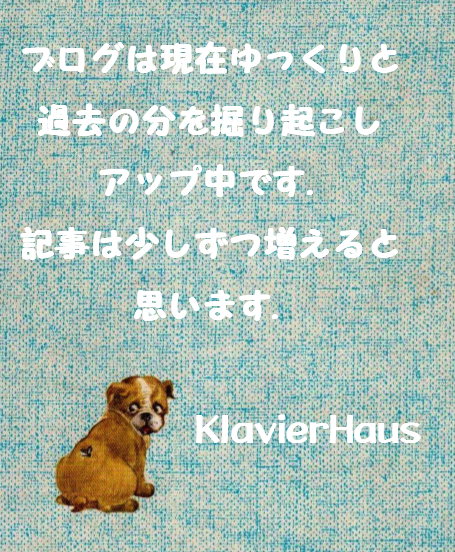 ブログは現在ゆっくりと
過去の分を掘り起こし
アップ中です.
記事は少しずつ増えると
思います.
KlavierHaus